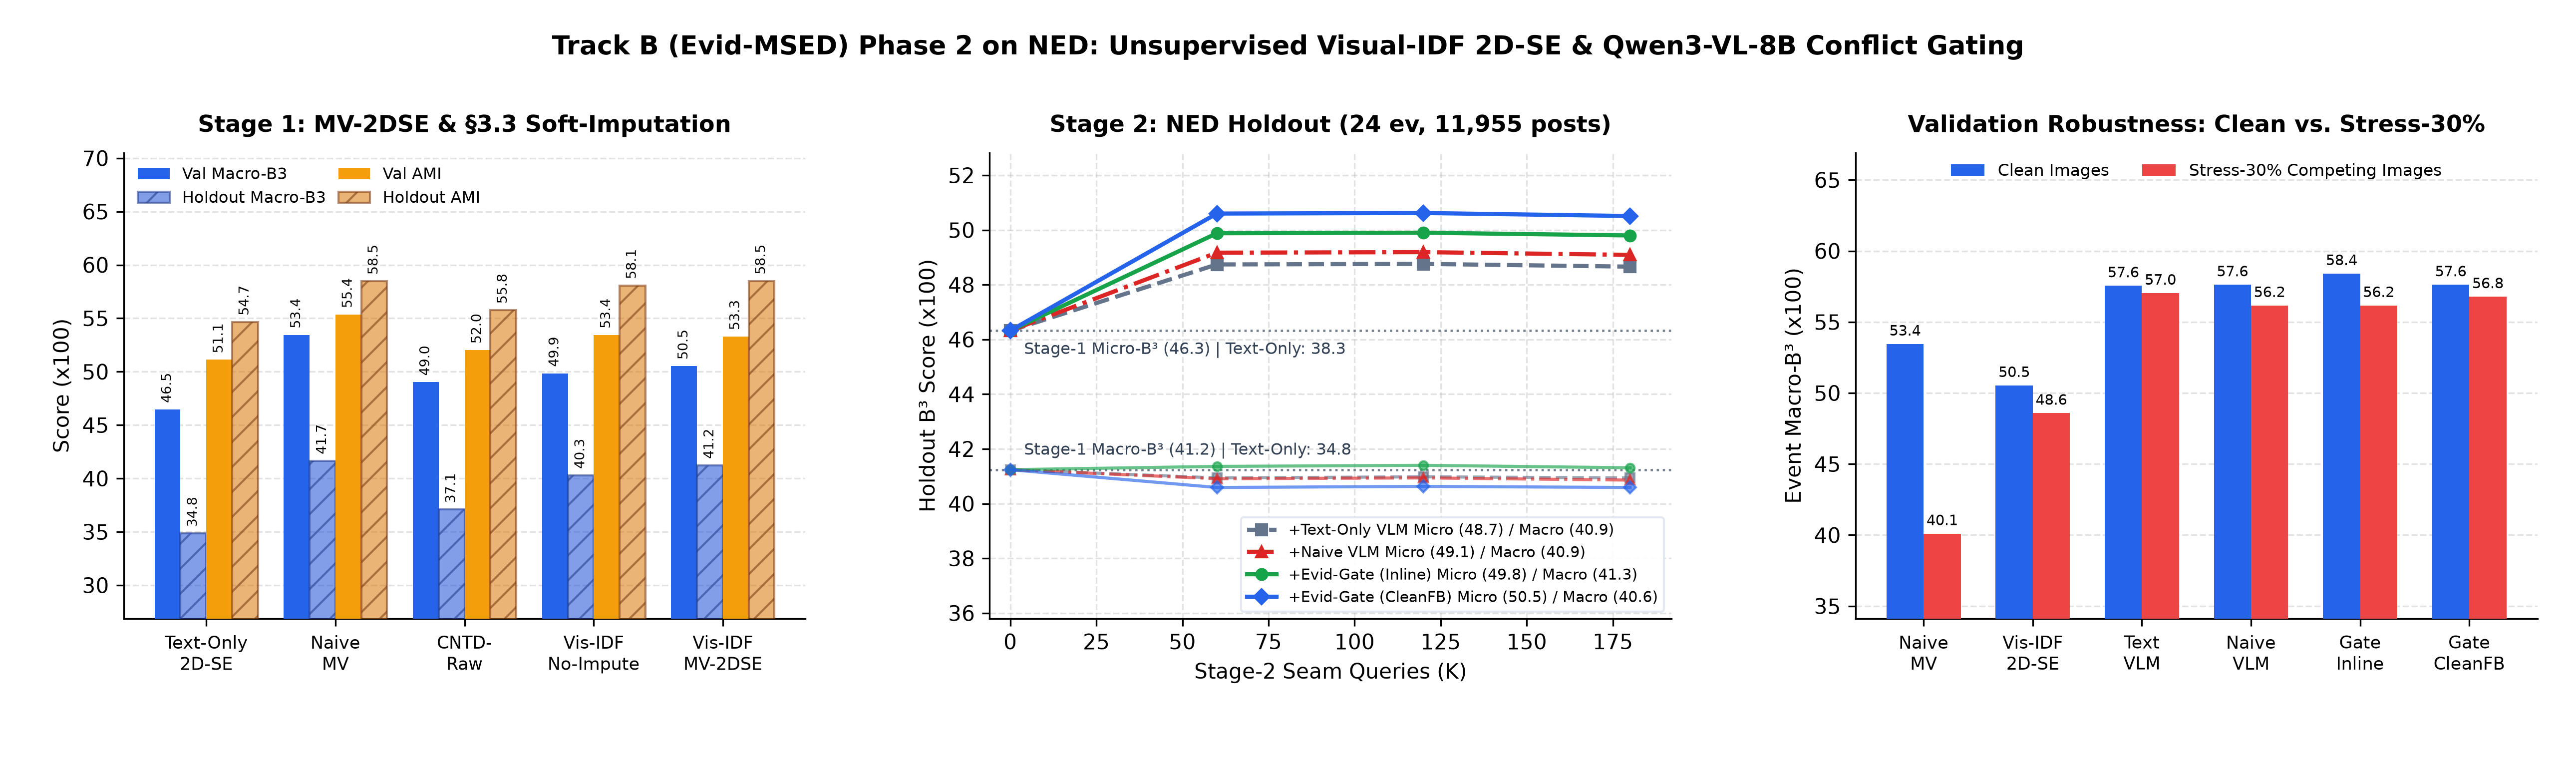 Track B (Evid-MSED) Phase 2 on NED: Unsupervised Visual-IDF 2D-SE & Qwen3-VL-8B Conflict Gating
Stage 1: MV-2DSE & §3.3 Soft-Imputation
Score (x100)
70
65
60
55
50
45
40
35
30
Val Macro-B3
Holdout Macro-B3
Val AMI
Holdout AMI
46.5
34.8
51.1
54.7
53.4
41.7
55.4
58.5
49.0
37.1
52.0
55.8
49.9
40.3
53.4
58.1
50.5
41.2
53.3
58.5
Text-Only
2D-SE
Naive
MV
CNTD-
Raw
Vis-IDF
No-Impute
Vis-IDF
MV-2DSE
Stage 2: NED Holdout (24 ev, 11,955 posts)
Holdout B³ Score (x100)
52
50
48
46
44
42
40
38
36
Stage-1 Micro-B³ (46.3) | Text-Only: 38.3
Stage-1 Macro-B³ (41.2) | Text-Only: 34.8
+Text-Only VLM Micro (48.7) / Macro (40.9)
+Naive VLM Micro (49.1) / Macro (40.9)
+Evid-Gate (Inline) Micro (49.8) / Macro (41.3)
+Evid-Gate (CleanFB) Micro (50.5) / Macro (40.6)
0
25
50
75
100
125
150
175
Stage-2 Seam Queries (K)
Validation Robustness: Clean vs. Stress-30%
Event Macro-B³ (x100)
65
60
55
50
45
40
35
Clean Images
Stress-30% Competing Images
53.4
40.1
50.5
48.6
57.6
57.0
57.6
56.2
58.4
56.2
57.6
56.8
Naive
MV
Vis-IDF
2D-SE
Text
VLM
Naive
VLM
Gate
Inline
Gate
CleanFB